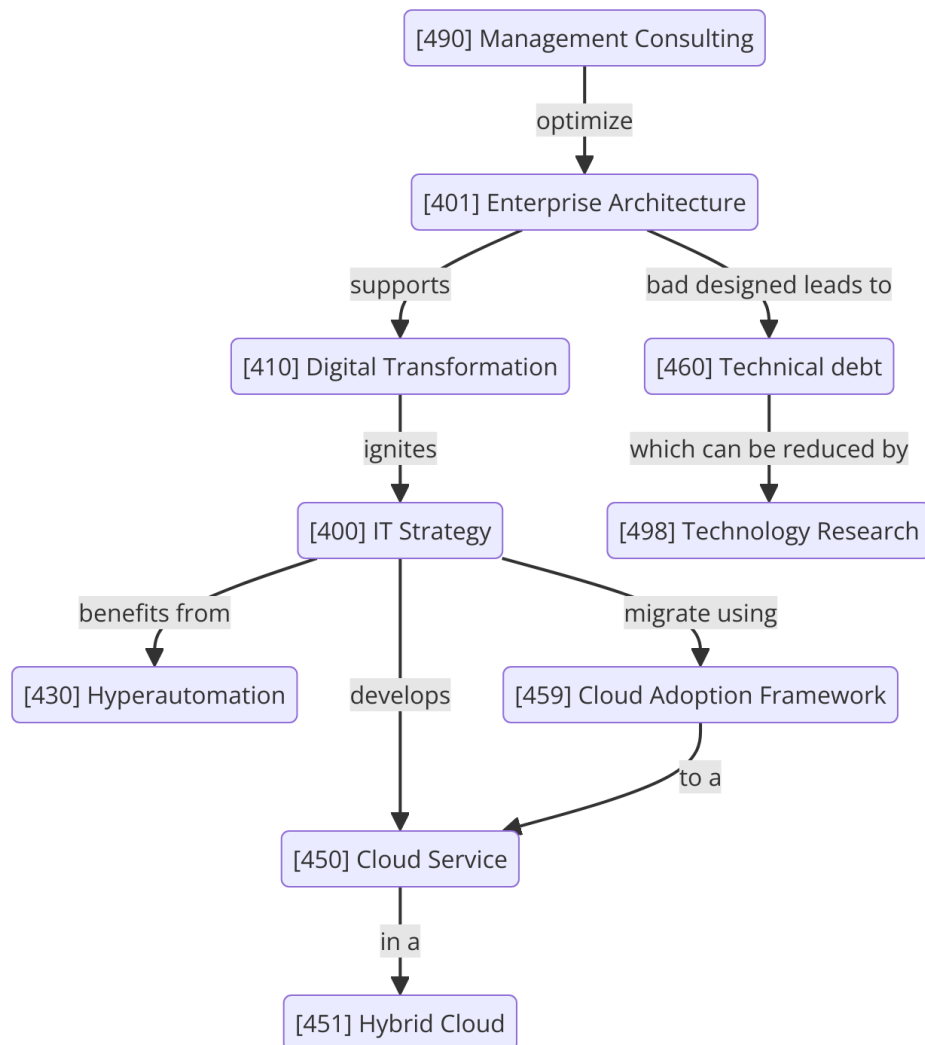 [490] Management Consulting
optimize
[401] Enterprise Architecture
supports
bad designed leads to
[410] Digital Transformation
[460] Technical debt
ignites
which can be reduced by
[400] IT Strategy
[498] Technology Research
benefits from
migrate using
[430] Hyperautomation
develops
[459] Cloud Adoption Framework
to a
[450] Cloud Service
in a
[451] Hybrid Cloud